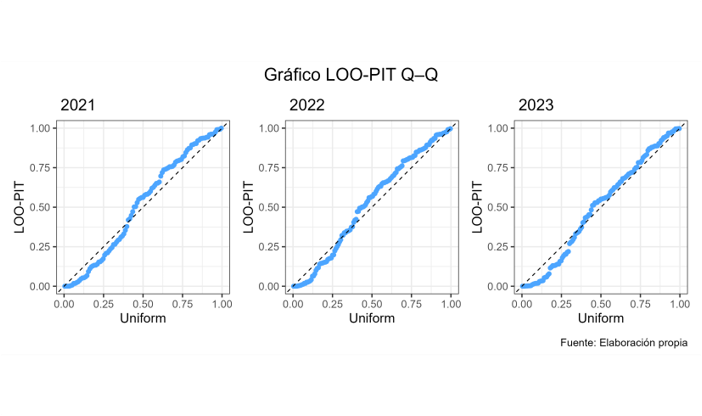 Gráfico LOO-PIT Q–Q
2021
2022
2023
1.00
0.75
0.50
0.25
0.00
LOO-PIT
0.00 0.25 0.50 0.75 1.00
Uniform
1.00
0.75
0.50
0.25
0.00
LOO-PIT
0.00 0.25 0.50 0.75 1.00
Uniform
1.00
0.75
0.50
0.25
0.00
LOO-PIT
0.00 0.25 0.50 0.75 1.00
Uniform
Fuente: Elaboración propia